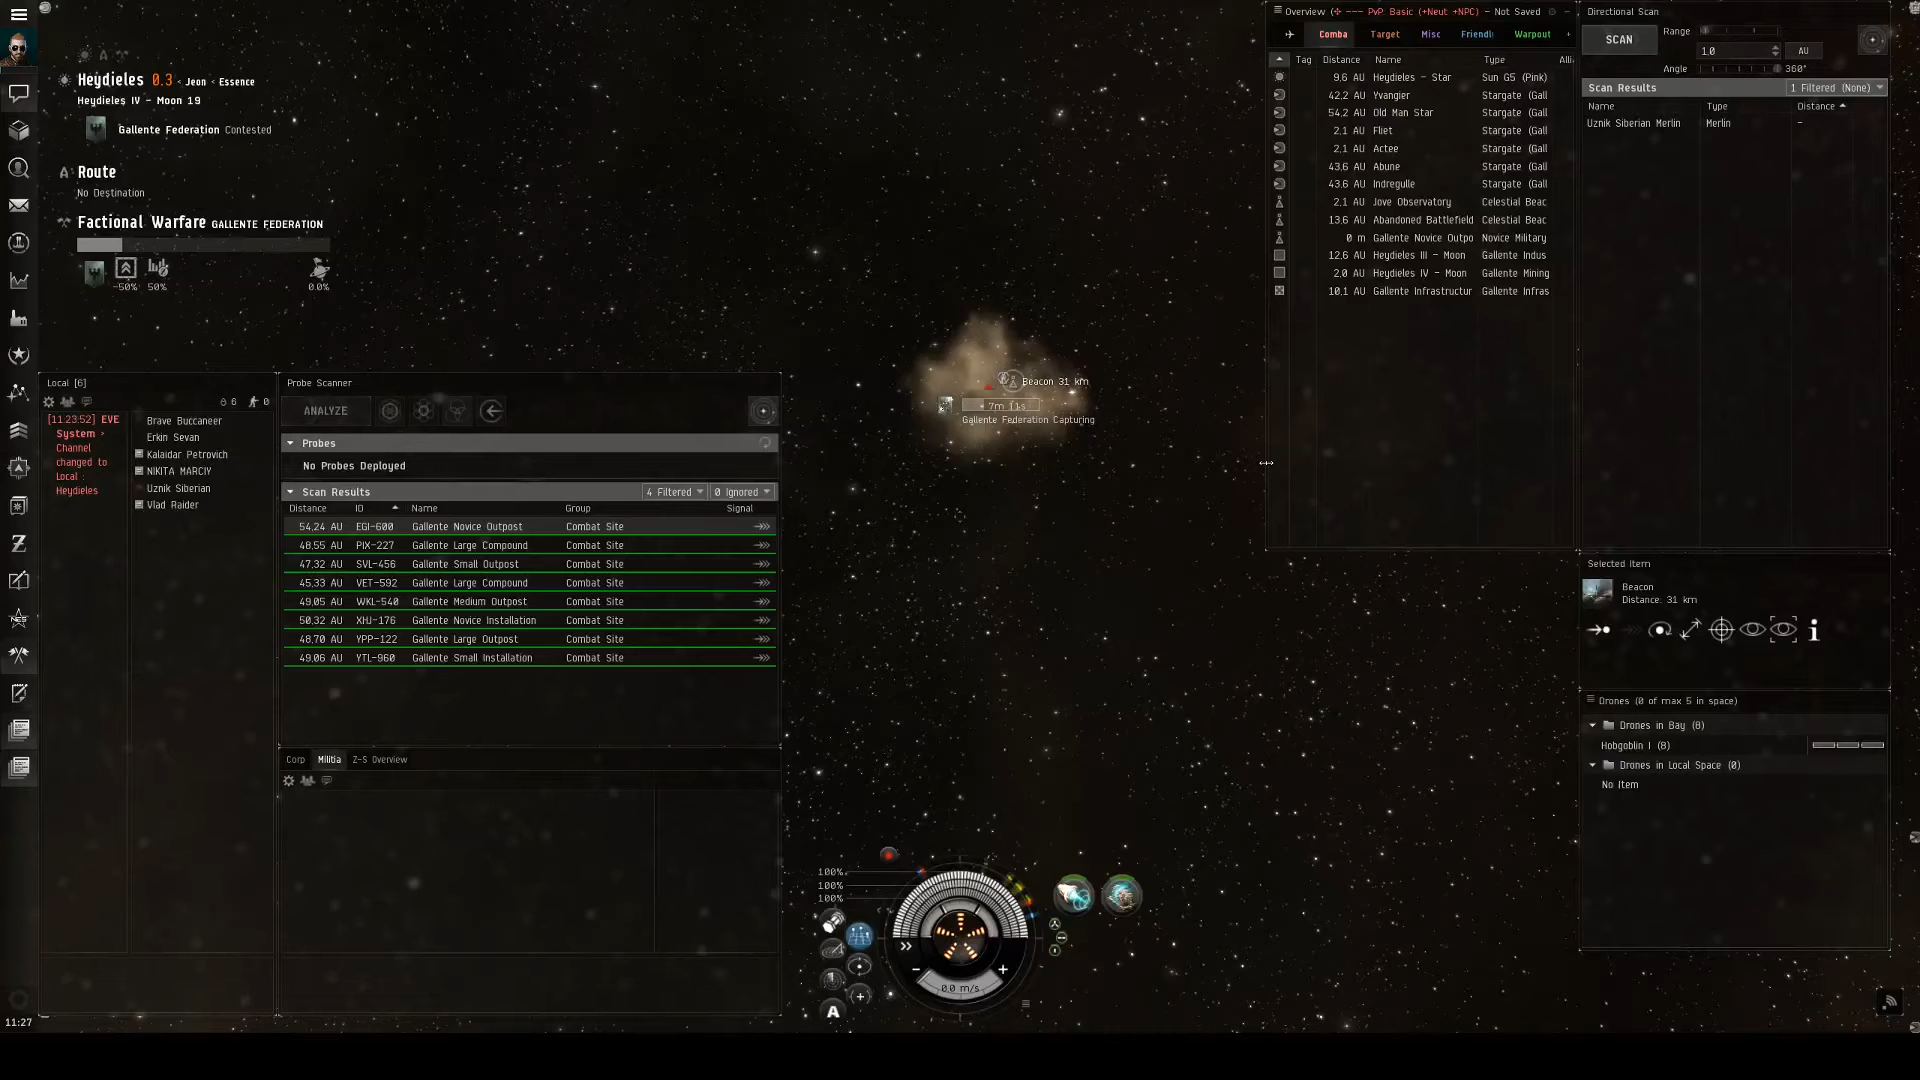 Heydieles 0.3 < Jeon < Essence
Heydieles IV - Moon 19
Gallente Federation Contested
Route
No Destination
Factional Warfare GALLENTE FEDERATION
-50% 50% 0.0%
Local [6]
6 0
[11:23:52] EVE
System >
Channel
changed to
Local :
Heydieles
Brave Buccaneer
Erkin Sevan
Kalaidar Petrovich
NIKITA MARCIY
Uznik Siberian
Vlad Raider
Probe Scanner
ANALYZE
Probes
No Probes Deployed
Scan Results 4 Filtered 0 Ignored
Distance ID Name Group Signal
54,24 AU EGI-600 Gallente Novice Outpost Combat Site
48,55 AU PIX-227 Gallente Large Compound Combat Site
47,32 AU SVL-456 Gallente Small Outpost Combat Site
45,33 AU VET-592 Gallente Large Compound Combat Site
49,05 AU WKL-540 Gallente Medium Outpost Combat Site
50,32 AU XHJ-176 Gallente Novice Installation Combat Site
48,70 AU YPP-122 Gallente Large Outpost Combat Site
49,06 AU YTL-960 Gallente Small Installation Combat Site
Corp Militia Z-S Overview
Beacon 31 km
7m 11s
Gallente Federation Capturing
Overview (--- PvP: Basic (+Neut +NPC) - Not Saved
Comba Target Misc Friendl Warpout +
Tag Distance Name Type Alli
9,6 AU Heydieles - Star Sun G5 (Pink)
42,2 AU Yvangier Stargate (Gall
54,2 AU Old Man Star Stargate (Gall
2,1 AU Fliet Stargate (Gall
2,1 AU Actee Stargate (Gall
43,6 AU Abune Stargate (Gall
43,6 AU Indregulle Stargate (Gall
2,1 AU Jove Observatory Celestial Beac
13,6 AU Abandoned Battlefield Celestial Beac
0 m Gallente Novice Outpo Novice Military
12,6 AU Heydieles III - Moon Gallente Indus
2,0 AU Heydieles IV - Moon Gallente Mining
10,1 AU Gallente Infrastructur Gallente Infras
Directional Scan
SCAN
Range
1.0 AU
Angle 360°
Scan Results 1 Filtered (None)
Name Type Distance
Uznik Siberian Merlin Merlin -
Selected Item
Beacon
Distance: 31 km
Drones (0 of max 5 in space)
Drones in Bay (8)
Hobgoblin I (8)
Drones in Local Space (0)
No Item
100%
100%
100%
0.0 m/s
A
NES
11:27